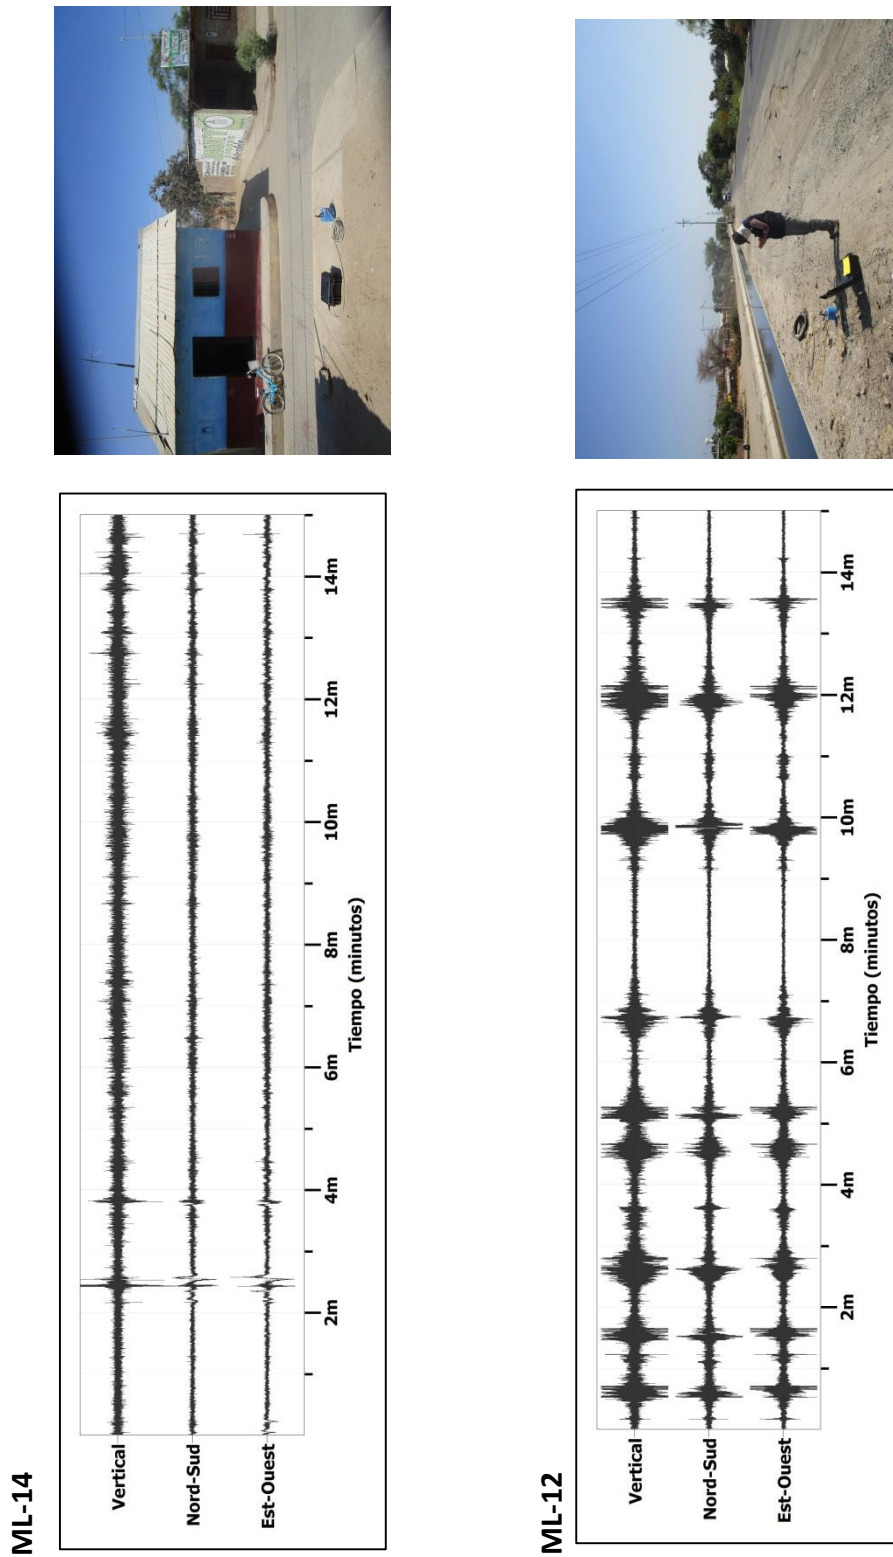 ML-14
Vertical
Nord-Sud
Est-Ouest
2m
4m
6m
8m
10m
12m
14m
Tiempo (minutos)
ML-12
Vertical
Nord-Sud
Est-Ouest
2m
4m
6m
8m
10m
12m
14m
Tiempo (minutos)